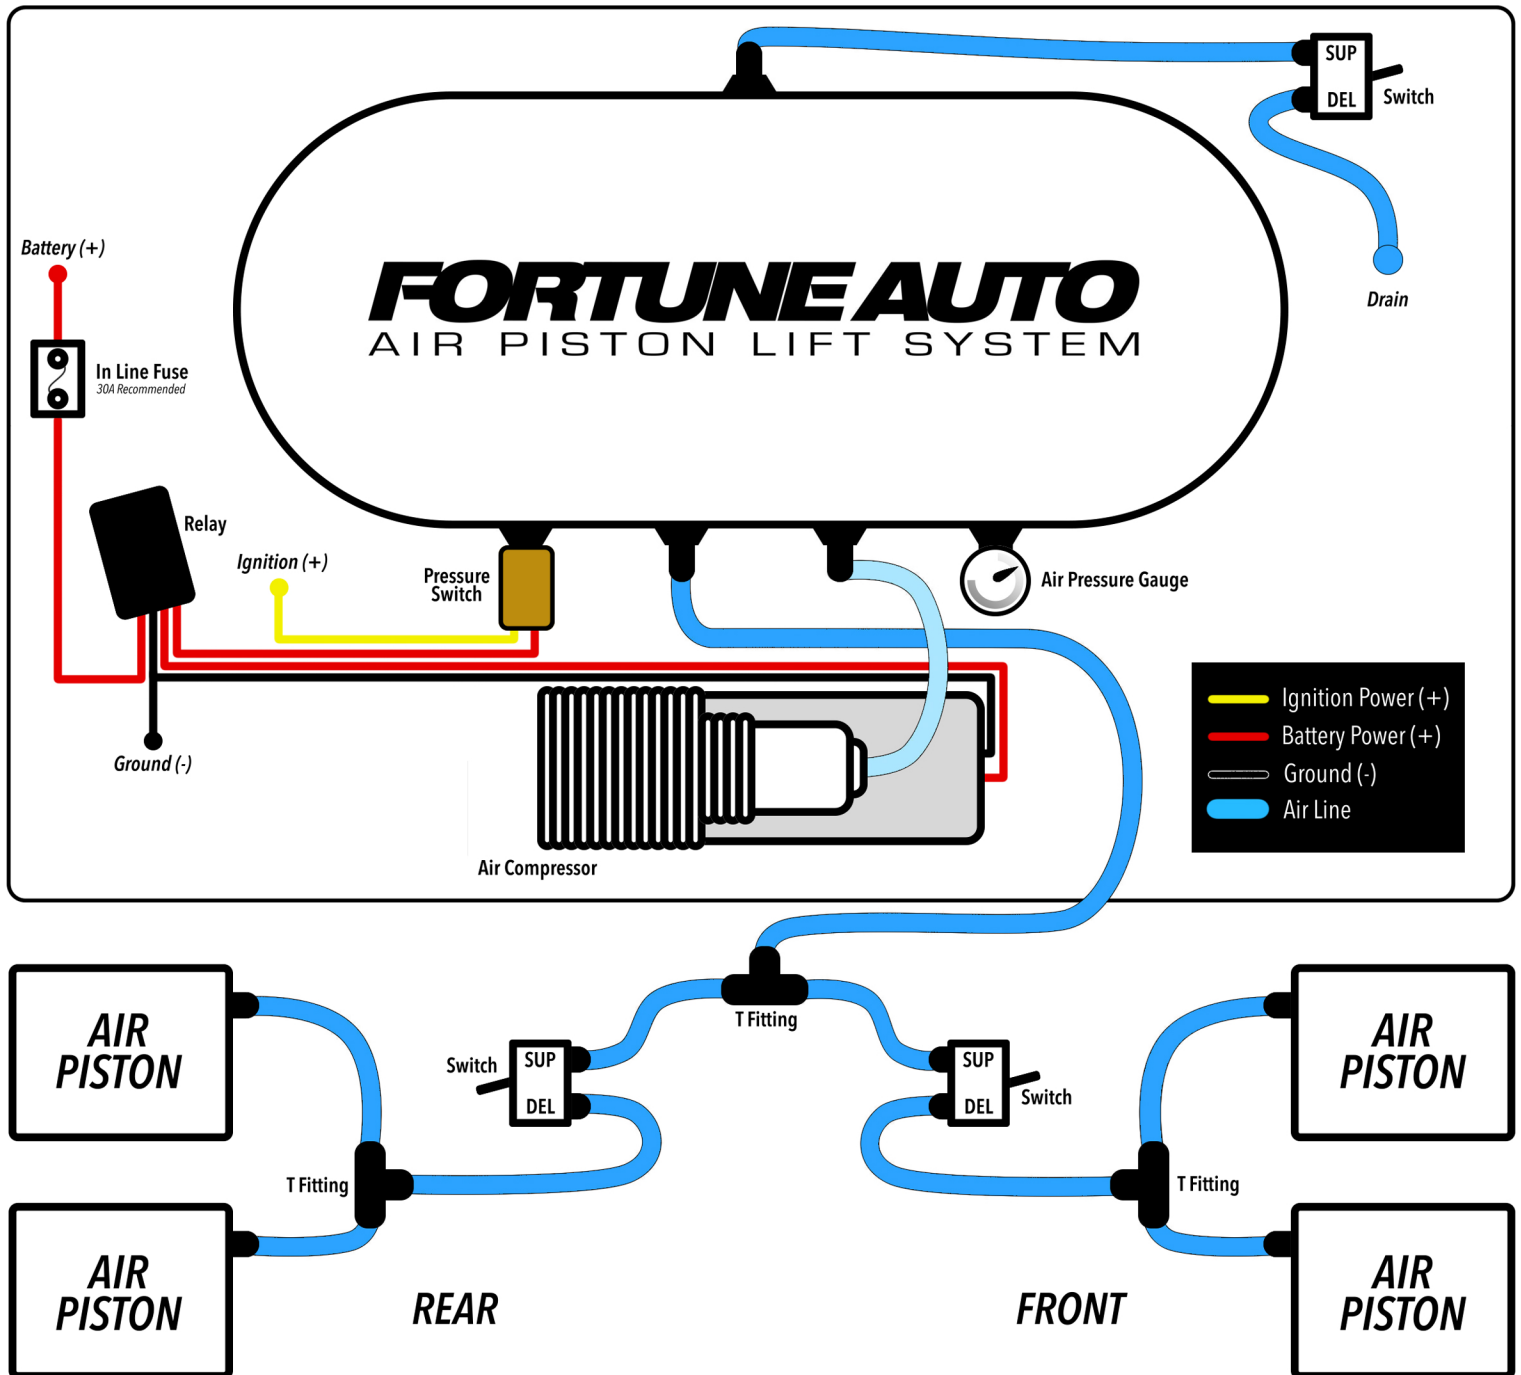 SUP
DEL
Switch
Drain
Battery (+)
FORTUNE AUTO
AIR PISTON LIFT SYSTEM
In Line Fuse
30A Recommended
Relay
Ignition (+)
Pressure
Switch
Air Pressure Gauge
Ground (-)
Air Compressor
Ignition Power (+)
Battery Power (+)
Ground (-)
Air Line
T Fitting
AIR
PISTON
Switch
SUP
DEL
SUP
DEL
Switch
AIR
PISTON
T Fitting
T Fitting
AIR
PISTON
REAR
FRONT
AIR
PISTON